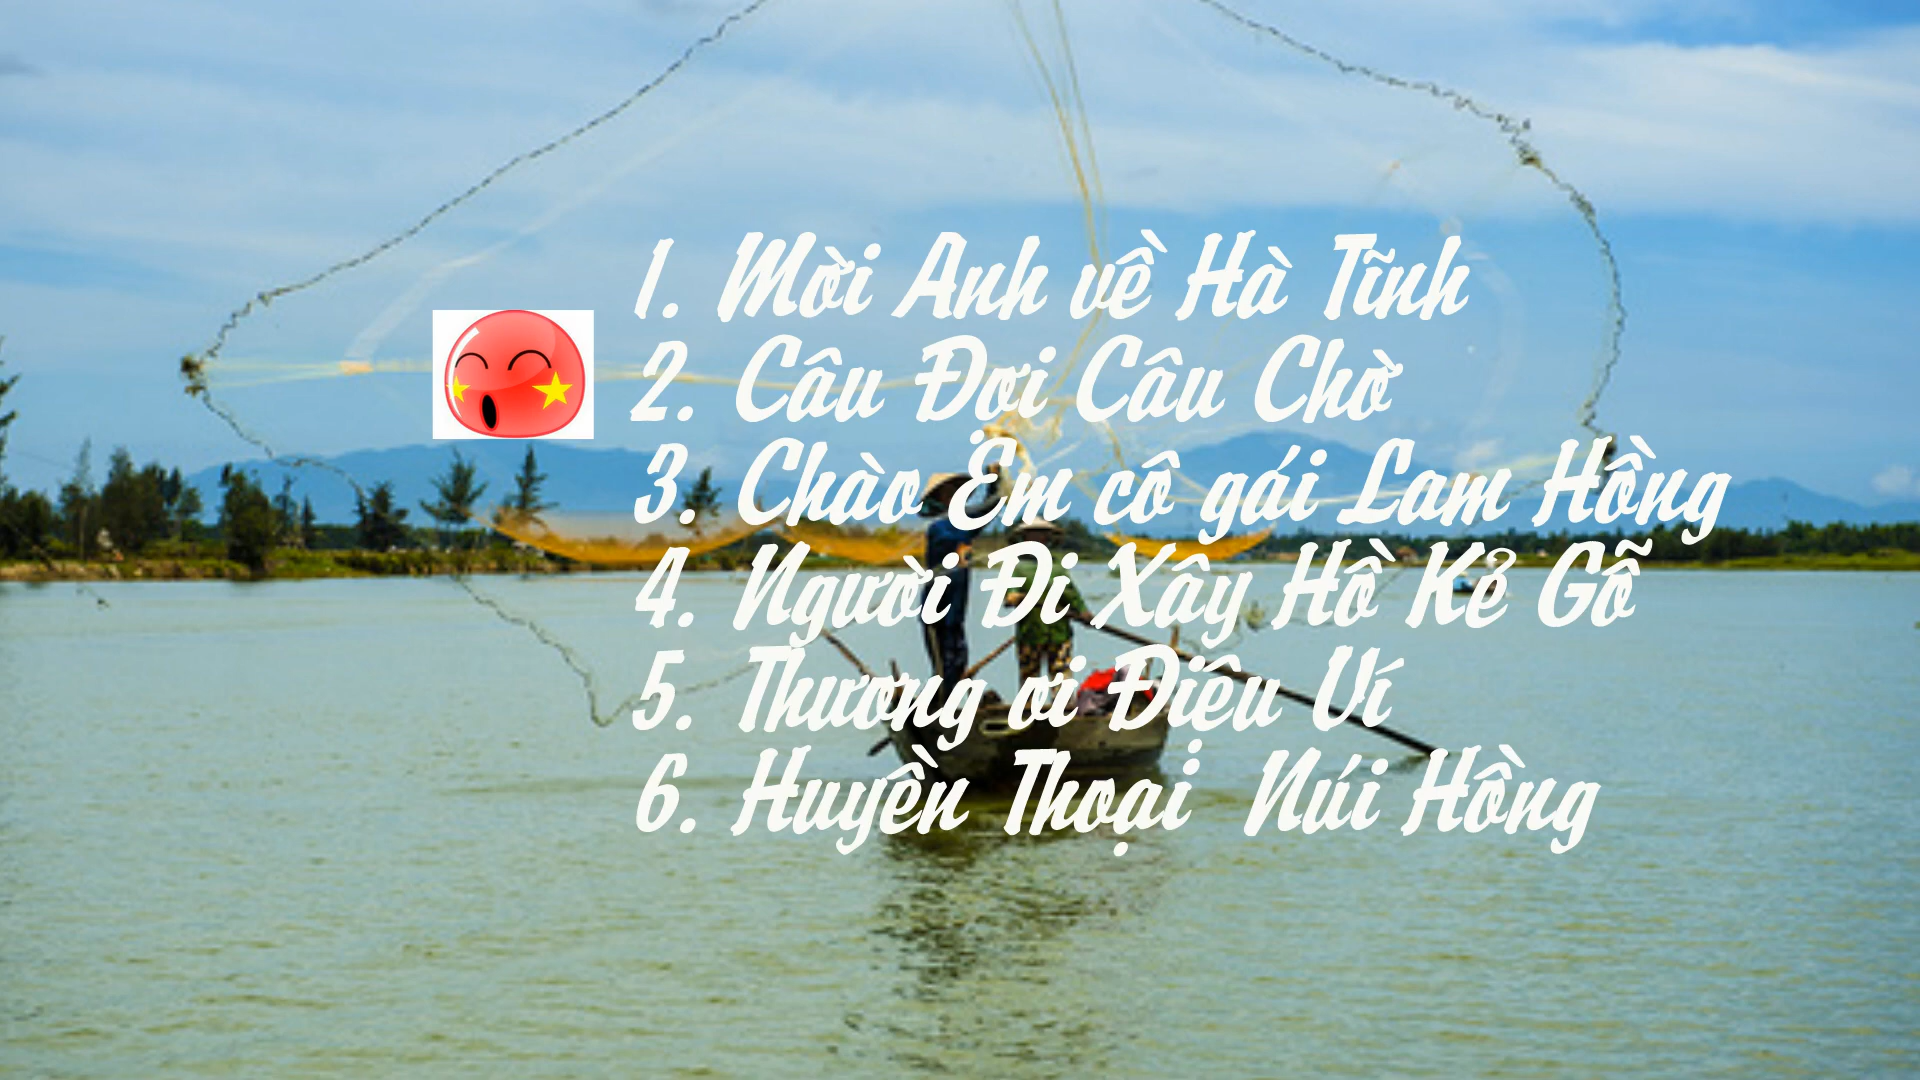 1. Mời Anh về Hà Tĩnh
2. Câu Đợi Câu Chờ
3. Chào Em cô gái Lam Hồng
4. Người Đi Xây Hồ Kẻ Gỗ
5. Thương ơi Điệu Ví
6. Huyền Thoại Núi Hồng